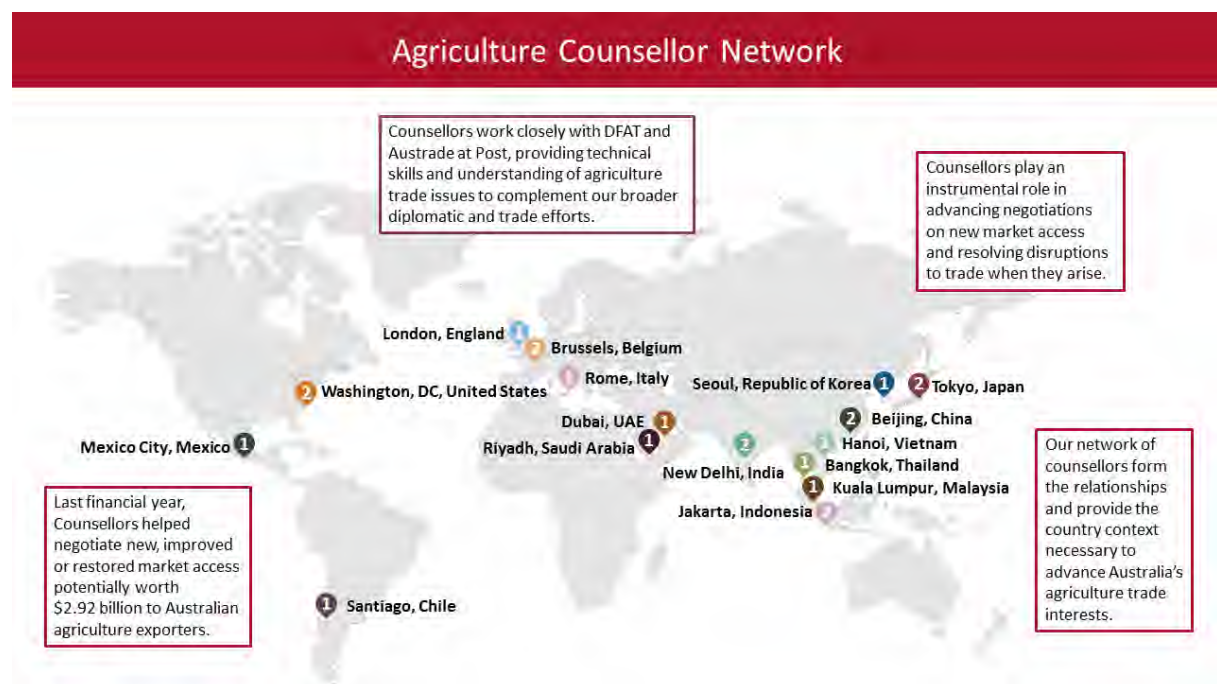 Agriculture Counsellor Network
Counsellors work closely with DFAT and
Austrade at Post, providing technical
skills and understanding of agriculture
trade issues to complement our broader
diplomatic and trade efforts.
Counsellors play an
instrumental role in
advancing negotiations
on new market access
and resolving disruptions
to trade when they arise.
London, England 1
2 Brussels, Belgium
1 Rome, Italy
2 Washington, DC, United States
Seoul, Republic of Korea 1
2 Tokyo, Japan
Dubai, UAE 1
2 Beijing, China
Mexico City, Mexico 1
Riyadh, Saudi Arabia 1
2
New Delhi, India
1 Hanoi, Vietnam
1 Bangkok, Thailand
1 Kuala Lumpur, Malaysia
Jakarta, Indonesia
Our network of
counsellors form
the relationships
and provide the
country context
necessary to
advance Australia's
agriculture trade
interests.
Last financial year,
Counsellors helped
negotiate new, improved
or restored market access
potentially worth
$2.92 billion to Australian
agriculture exporters.
1 Santiago, Chile